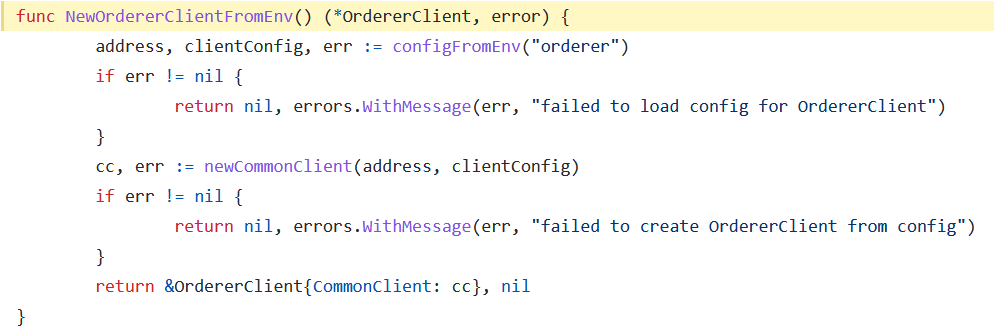 func NewOrdererClientFromEnv() (*OrdererClient, error) {
        address, clientConfig, err := configFromEnv("orderer")
        if err != nil {
                return nil, errors.WithMessage(err, "failed to load config for OrdererClient")
        }
        cc, err := newCommonClient(address, clientConfig)
        if err != nil {
                return nil, errors.WithMessage(err, "failed to create OrdererClient from config")
        }
        return &OrdererClient{CommonClient: cc}, nil
}